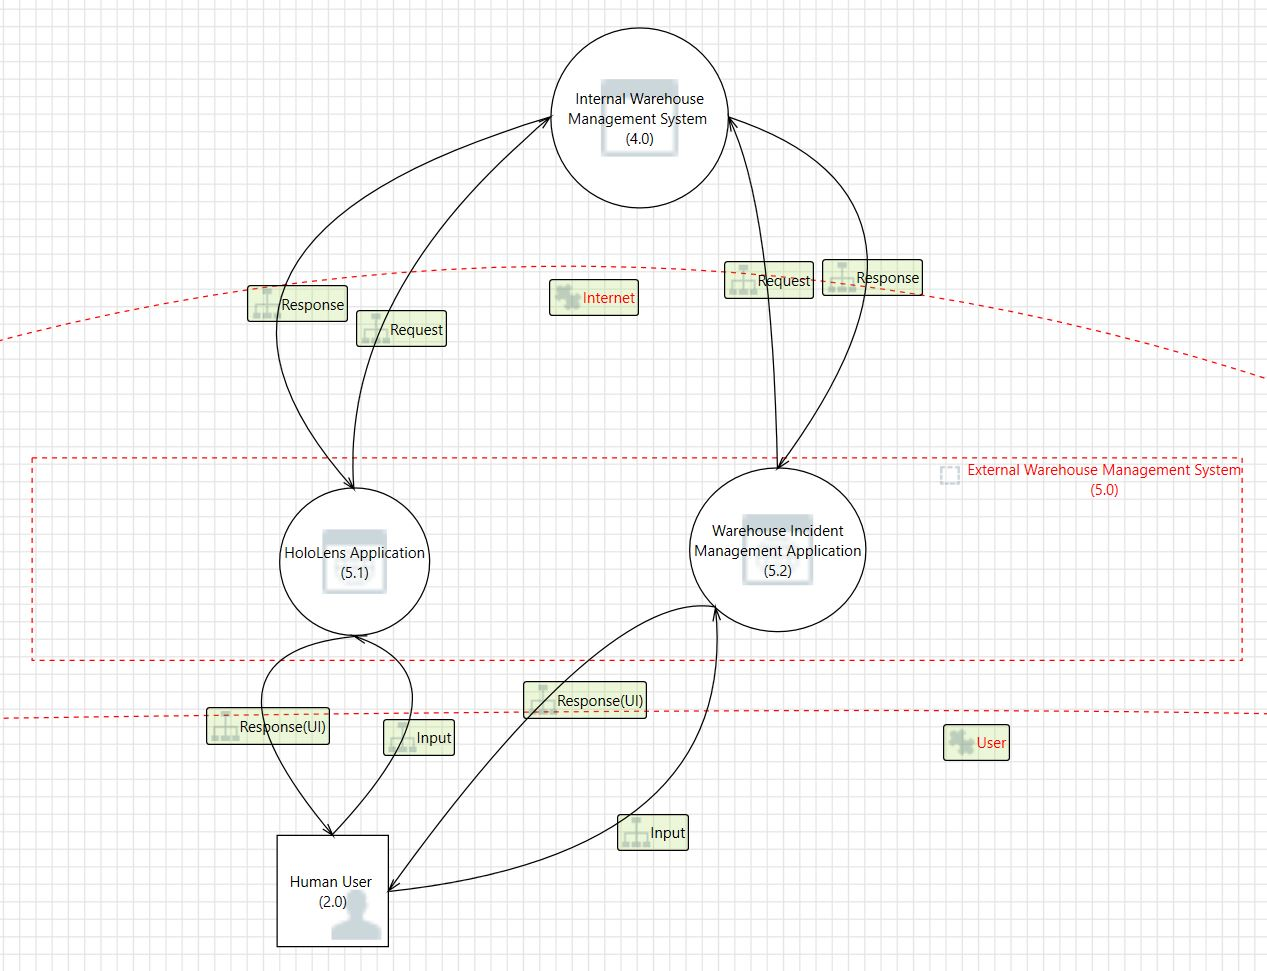 Internal Warehouse
Management System
(4.0)
Response
Request
Internet
Request
Response
External Warehouse Management System
(5.0)
HoloLens Application
(5.1)
Warehouse Incident
Management Application
(5.2)
Response(UI)
Input
Response(UI)
User
Input
Human User
(2.0)